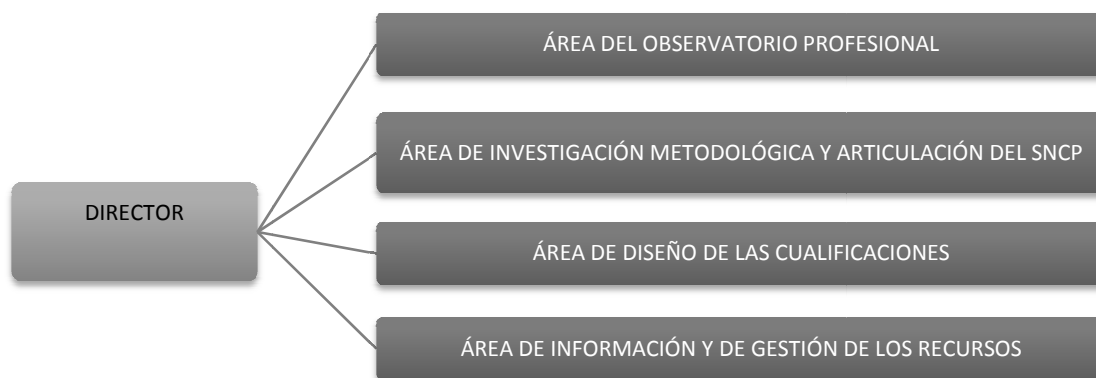 ÁREA DEL OBSERVATORIO PROFESIONAL
ÁREA DE INVESTIGACIÓN METODOLÓGICA Y ARTICULACIÓN DEL SNCP
DIRECTOR
ÁREA DE DISEÑO DE LAS CUALIFICACIONES
ÁREA DE INFORMACIÓN Y DE GESTIÓN DE LOS RECURSOS